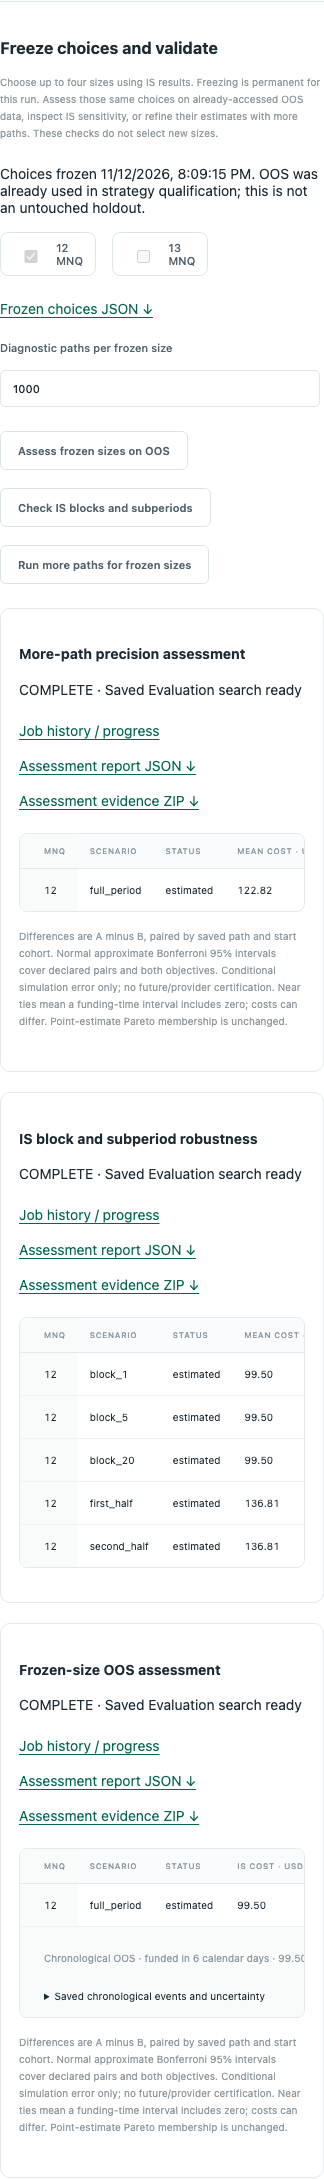 Freeze choices and validate
Choose up to four sizes using IS results. Freezing is permanent for
this run. Assess those same choices on already-accessed OOS
data, inspect IS sensitivity, or refine their estimates with more
paths. These checks do not select new sizes.
Choices frozen 11/12/2026, 8:09:15 PM. OOS was
already used in strategy qualification; this is not
an untouched holdout.
12
MNQ
13
MNQ
Frozen choices JSON ↓
Diagnostic paths per frozen size
1000
Assess frozen sizes on OOS
Check IS blocks and subperiods
Run more paths for frozen sizes
More-path precision assessment
COMPLETE · Saved Evaluation search ready
Job history / progress
Assessment report JSON ↓
Assessment evidence ZIP ↓
MNQ SCENARIO STATUS MEAN COST ·
12 full_period estimated 122.82
Differences are A minus B, paired by saved path and start
cohort. Normal approximate Bonferroni 95% intervals
cover declared pairs and both objectives. Conditional
simulation error only; no future/provider certification. Near
ties mean a funding-time interval includes zero; costs can
differ. Point-estimate Pareto membership is unchanged.
IS block and subperiod robustness
COMPLETE · Saved Evaluation search ready
Job history / progress
Assessment report JSON ↓
Assessment evidence ZIP ↓
MNQ SCENARIO STATUS MEAN COST ·
12 block_1 estimated 99.50
12 block_5 estimated 99.50
12 block_20 estimated 99.50
12 first_half estimated 136.81
12 second_half estimated 136.81
Frozen-size OOS assessment
COMPLETE · Saved Evaluation search ready
Job history / progress
Assessment report JSON ↓
Assessment evidence ZIP ↓
MNQ SCENARIO STATUS IS COST · USD
12 full_period estimated 99.50
Chronological OOS · funded in 6 calendar days · 99.50
▶ Saved chronological events and uncertainty
Differences are A minus B, paired by saved path and start
cohort. Normal approximate Bonferroni 95% intervals
cover declared pairs and both objectives. Conditional
simulation error only; no future/provider certification. Near
ties mean a funding-time interval includes zero; costs can
differ. Point-estimate Pareto membership is unchanged.